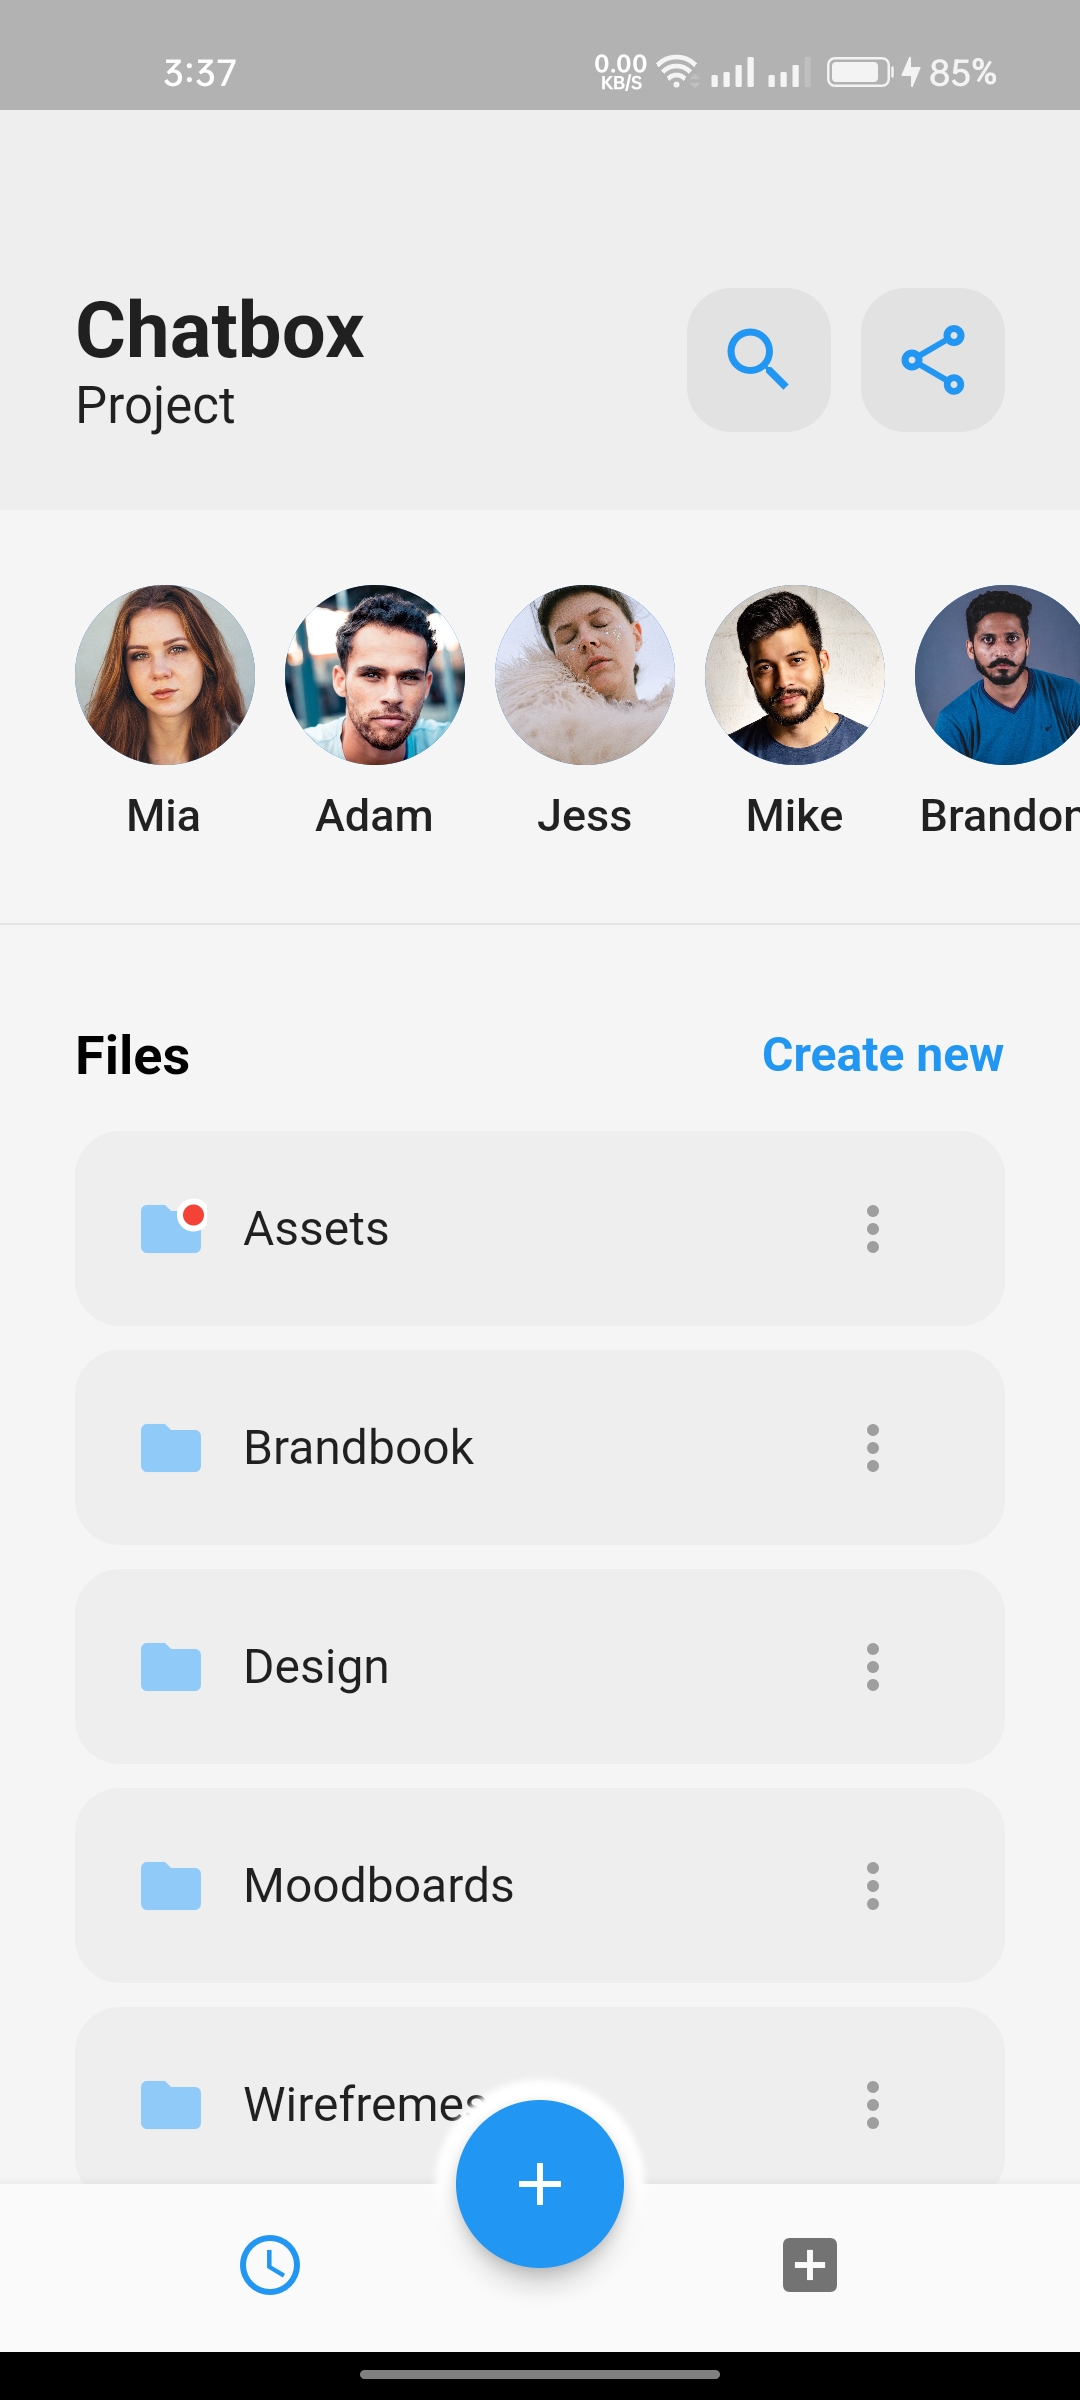 3:37
0.00
KB/S
85%
Chatbox
Project
Mia
Adam
Jess
Mike
Brandon
Files
Create new
Assets
Brandbook
Design
Moodboards
Wirefremes